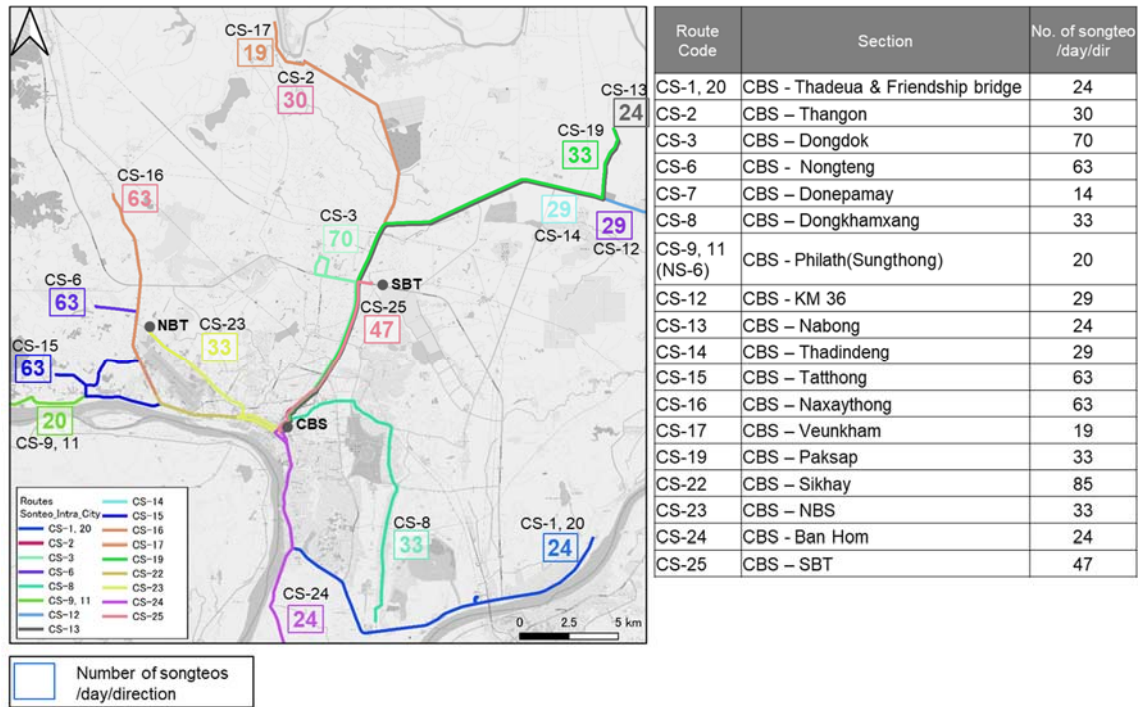 CS-17
19
CS-2
30
CS-13
24
CS-19
33
CS-16
63
CS-3
70
29
CS-14
29
CS-12
CS-6
63
NBT
CS-23
33
SBT
CS-25
47
CS-15
63
20
CS-9, 11
CBS
CS-8
33
CS-1, 20
24
CS-24
24
0 2.5 5 km
Routes
Sonteo_Intra_City
CS-1, 20
CS-2
CS-3
CS-6
CS-8
CS-9, 11
CS-12
CS-13
CS-14
CS-15
CS-16
CS-17
CS-19
CS-22
CS-23
CS-24
CS-25
Number of songteos
/day/direction
Route Code Section No. of songteo /day/dir
CS-1, 20 CBS - Thadeua & Friendship bridge 24
CS-2 CBS – Thangon 30
CS-3 CBS – Dongdok 70
CS-6 CBS - Nongteng 63
CS-7 CBS – Donepamay 14
CS-8 CBS – Dongkhamxang 33
CS-9, 11 (NS-6) CBS - Philath(Sungthong) 20
CS-12 CBS - KM 36 29
CS-13 CBS – Nabong 24
CS-14 CBS – Thadindeng 29
CS-15 CBS – Tatthong 63
CS-16 CBS – Naxaythong 63
CS-17 CBS – Veunkham 19
CS-19 CBS – Paksap 33
CS-22 CBS – Sikhay 85
CS-23 CBS – NBS 33
CS-24 CBS - Ban Hom 24
CS-25 CBS – SBT 47